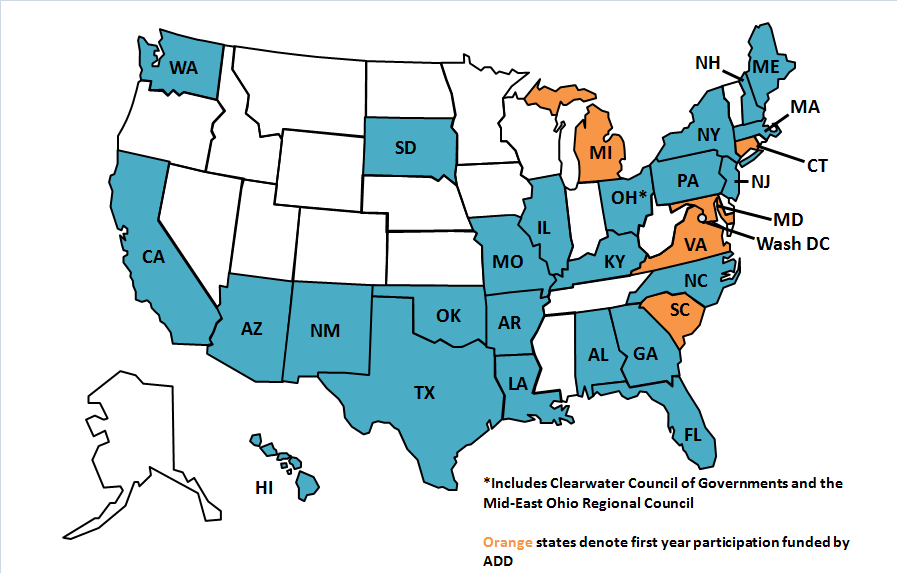 NH
ME
WA
MA
NY
SD
MI
CT
PA
NJ
OH*
MD
IL
VA
Wash DC
CA
MO
KY
NC
SC
OK
AR
AZ
NM
AL
GA
LA
TX
FL
HI
*Includes Clearwater Council of Governments and the
Mid-East Ohio Regional Council
Orange states denote first year participation funded by
ADD